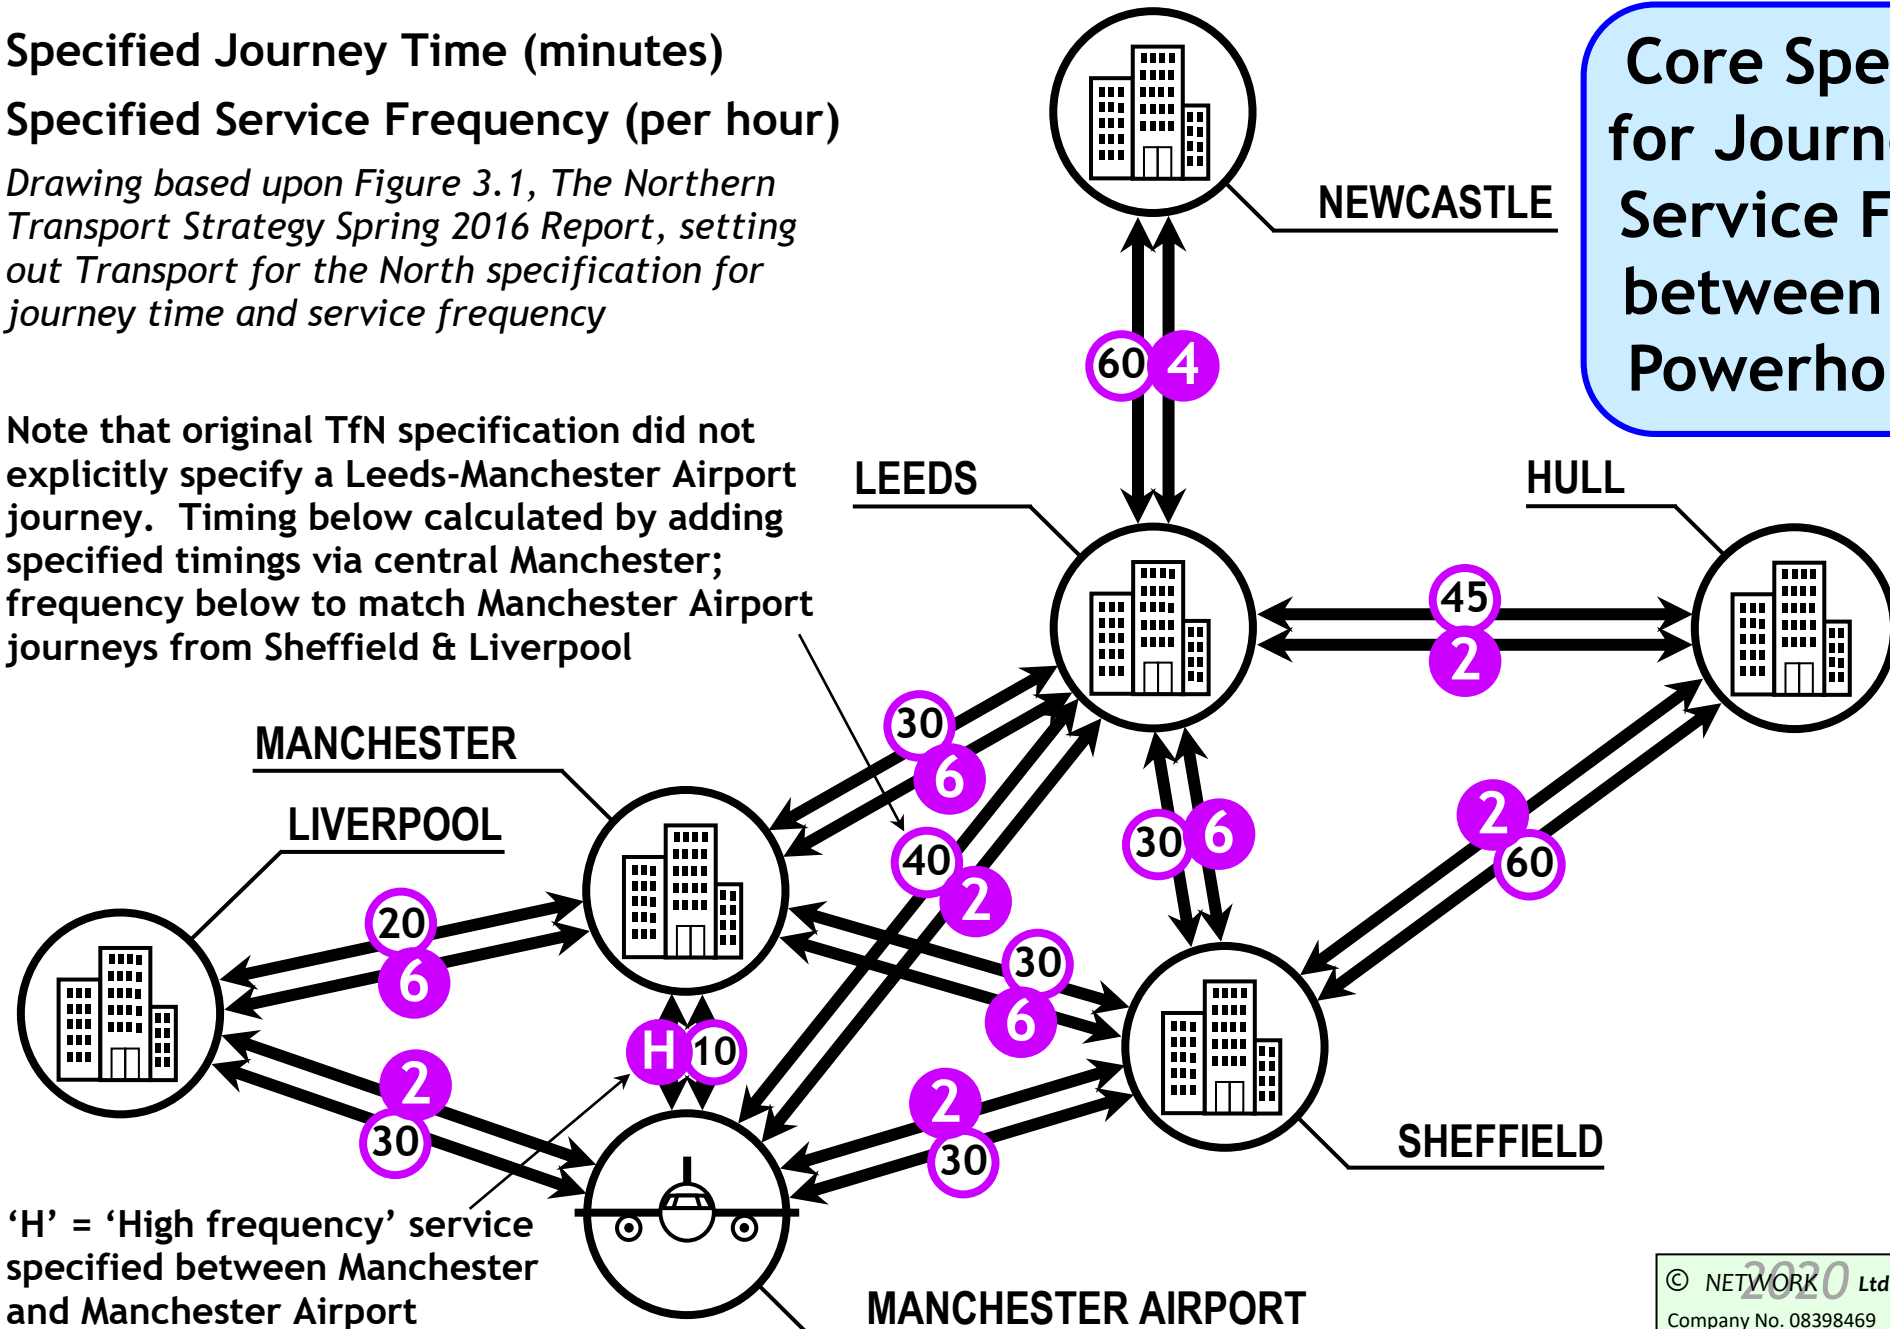 Specified Journey Time (minutes)
Specified Service Frequency (per hour)
Drawing based upon Figure 3.1, The Northern
Transport Strategy Spring 2016 Report, setting
out Transport for the North specification for
journey time and service frequency
Core Spe
for Journ
Service F
between
Powerho
NEWCASTLE
60 4
Note that original TfN specification did not
explicitly specify a Leeds-Manchester Airport
journey. Timing below calculated by adding
specified timings via central Manchester;
frequency below to match Manchester Airport
journeys from Sheffield & Liverpool
LEEDS
HULL
45
2
30
6
MANCHESTER
LIVERPOOL
40
2
30 6
2
60
20
6
30
6
H 10
2
30
2
30
SHEFFIELD
‘H’ = ‘High frequency’ service
specified between Manchester
and Manchester Airport
MANCHESTER AIRPORT
© NETWORK 2020 Ltd
Company No. 08398469